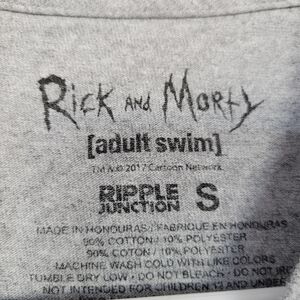 Rick AND Morty
[adult swim]
TM & © 2017 Cartoon Network
RIPPLE
JUNCTION
S
MADE IN HONDURAS / FABRIQUE EN HONDURAS
90% COTTON / 10% POLYESTER
90% COTON / 10% POLYESTER
MACHINE WASH COLD WITH LIKE COLORS
TUMBLE DRY LOW • DO NOT BLEACH • DO NOT IRO
NOT INTENDED FOR CHILDREN 12 AND UNDER